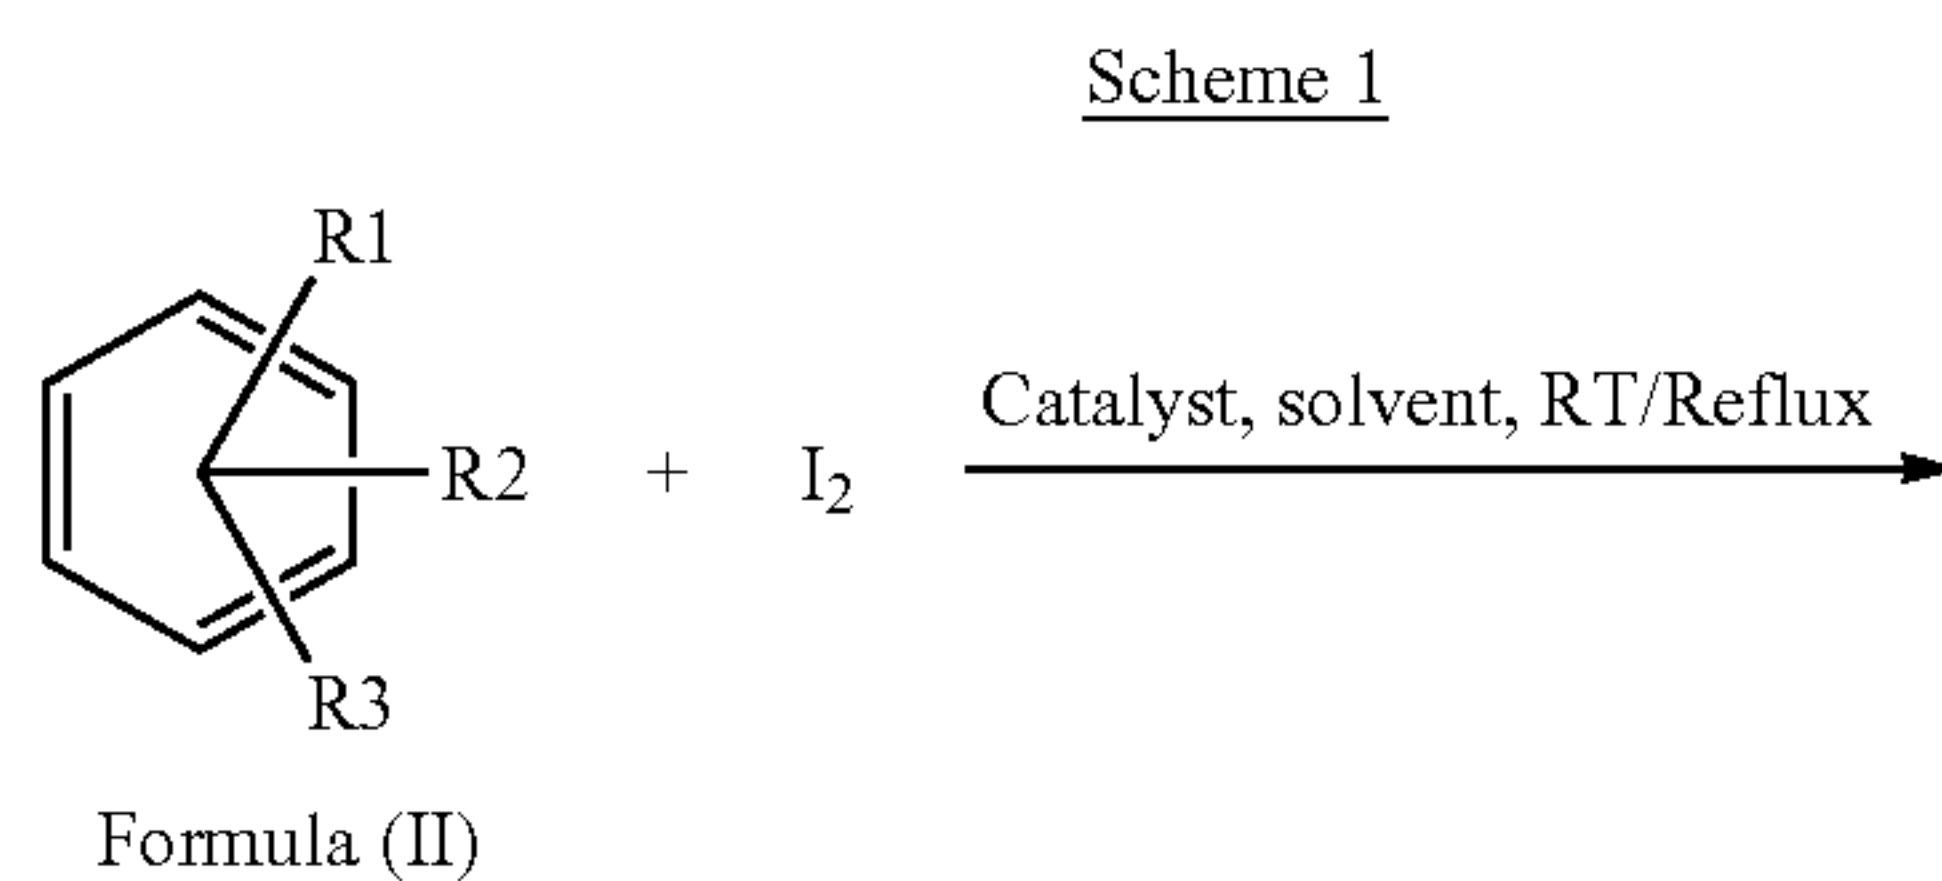 Scheme 1
R1
Catalyst, solvent, RT/Reflux
R2 + I₂
R3
Formula (II)